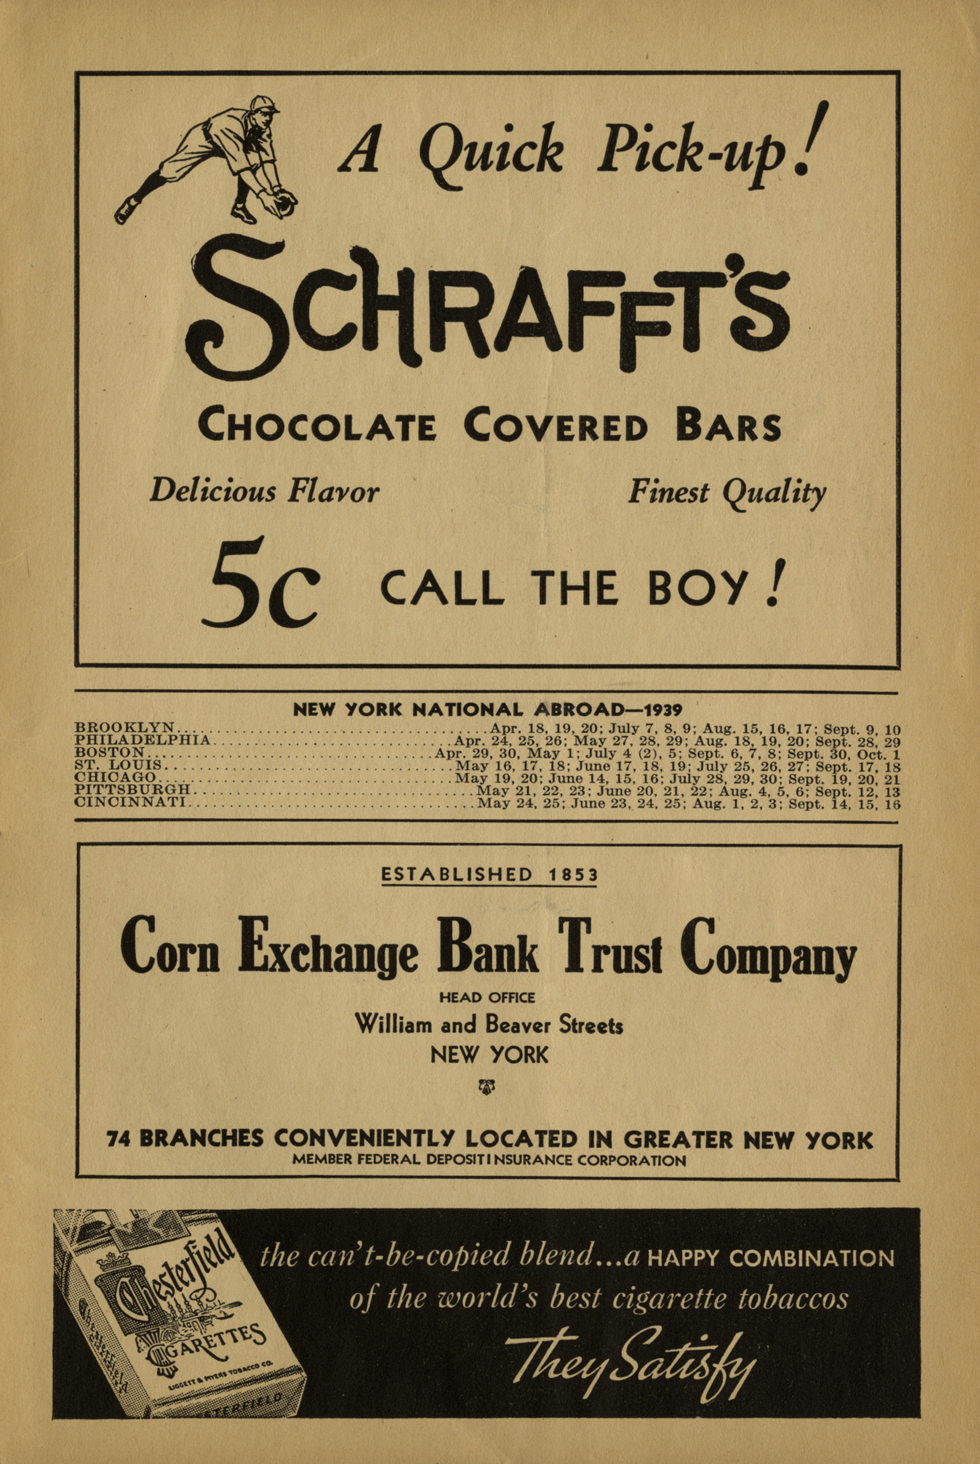 A Quick Pick-up!
SCHRAFFT'S
CHOCOLATE COVERED BARS
Delicious Flavor Finest Quality
5c CALL THE BOY!
NEW YORK NATIONAL ABROAD—1939
BROOKLYN........Apr. 18, 19, 20; July 7, 8, 9; Aug. 15, 16, 17; Sept. 9, 10
PHILADELPHIA........Apr. 24, 25, 26; May 27, 28, 29; Aug. 18, 19, 20; Sept. 28, 29
BOSTON........Apr. 29, 30, May 1; July 4 (2), 5; Sept. 6, 7, 8; Sept. 30, Oct. 1
ST. LOUIS........May 16, 17, 18; June 17, 18, 19; July 25, 26, 27; Sept. 17, 18
CHICAGO........May 19, 20; June 14, 15, 16; July 28, 29, 30; Sept. 19, 20, 21
PITTSBURGH........May 21, 22, 23; June 20, 21, 22; Aug. 4, 5, 6; Sept. 12, 13
CINCINNATI........May 24, 25; June 23, 24, 25; Aug. 1, 2, 3; Sept. 14, 15, 16
ESTABLISHED 1853
Corn Exchange Bank Trust Company
HEAD OFFICE
William and Beaver Streets
NEW YORK
74 BRANCHES CONVENIENTLY LOCATED IN GREATER NEW YORK
MEMBER FEDERAL DEPOSIT INSURANCE CORPORATION
the can't-be-copied blend...a HAPPY COMBINATION
of the world's best cigarette tobaccos
They Satisfy
Chesterfield
CIGARETTES
LIGGETT & MYERS TOBACCO CO.
Chesterfield
CHESTERFIELD